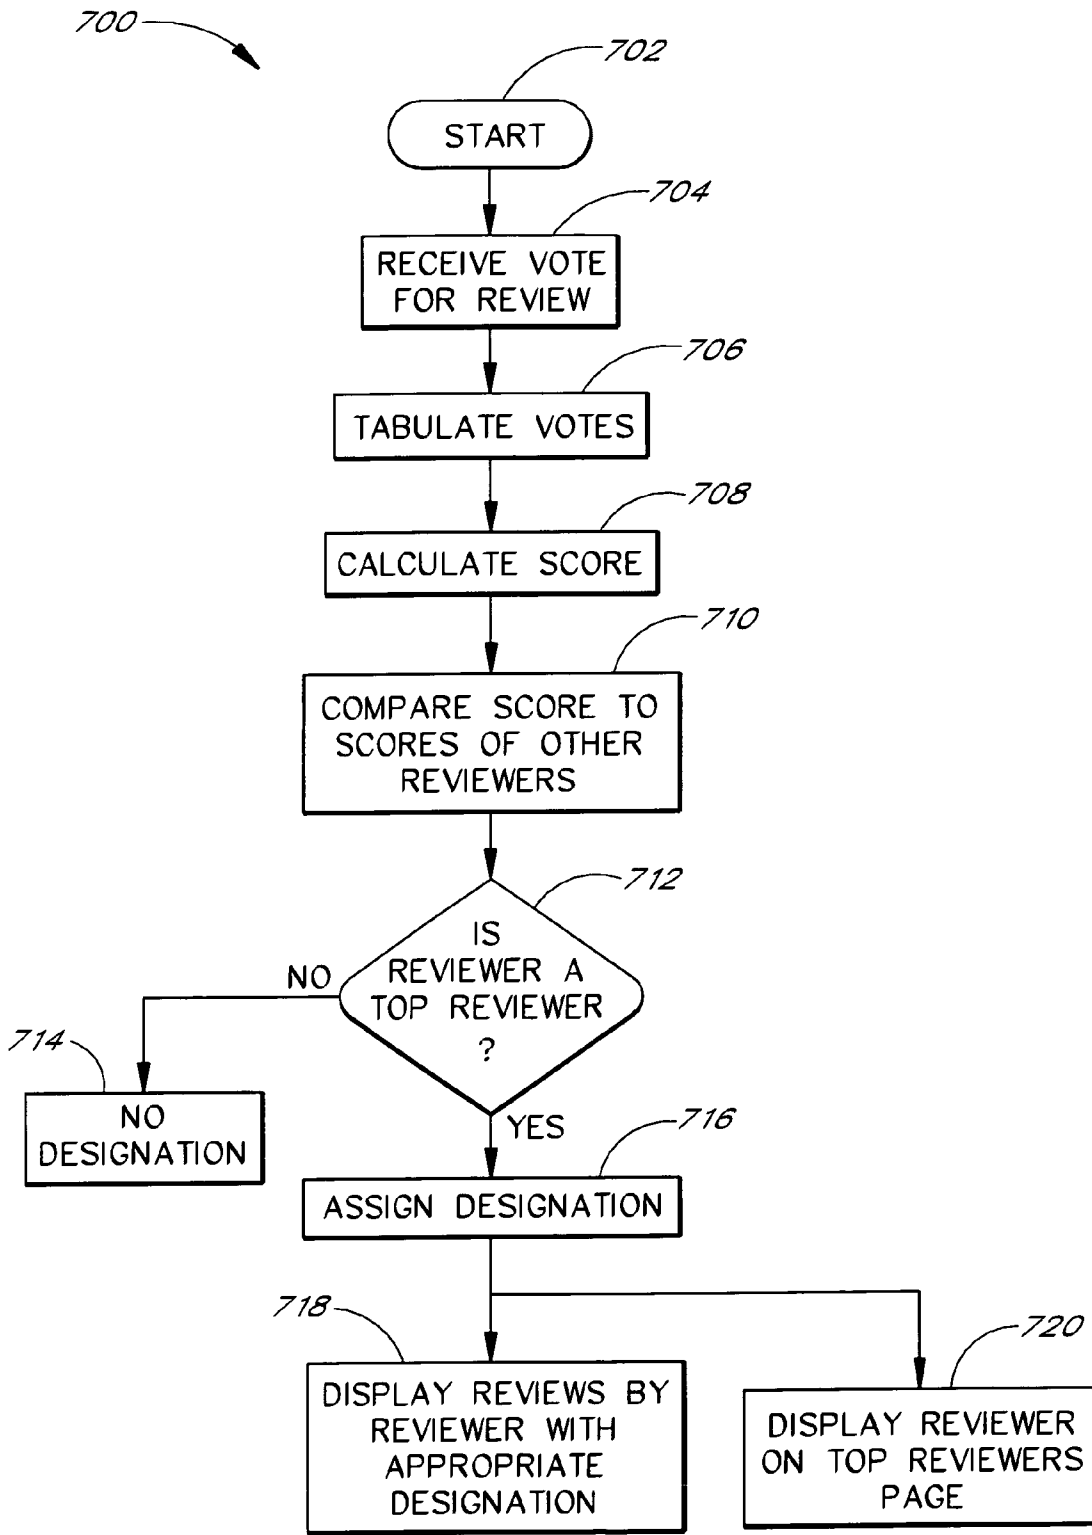 700
702
START
704
RECEIVE VOTE
FOR REVIEW
706
TABULATE VOTES
708
CALCULATE SCORE
710
COMPARE SCORE TO
SCORES OF OTHER
REVIEWERS
712
IS
REVIEWER A
TOP REVIEWER
?
NO
714
NO
DESIGNATION
YES
716
ASSIGN DESIGNATION
718
DISPLAY REVIEWS BY
REVIEWER WITH
APPROPRIATE
DESIGNATION
720
DISPLAY REVIEWER
ON TOP REVIEWERS
PAGE